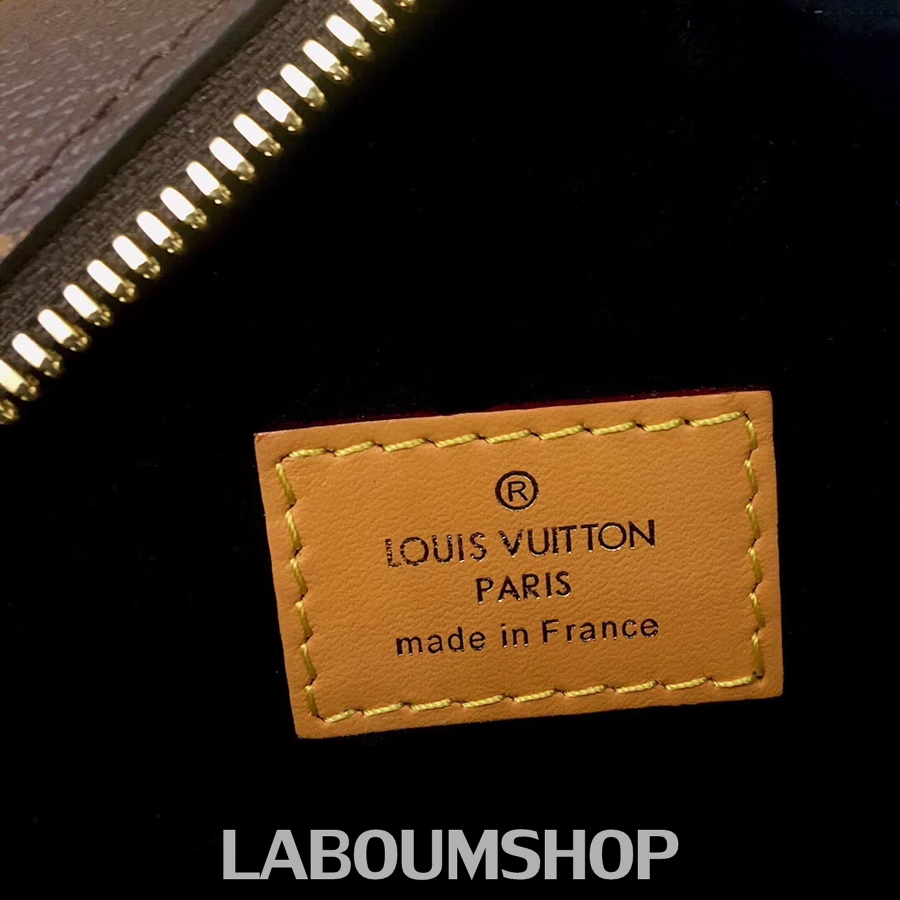 ®
LOUIS VUITTON
PARIS
made in France
LABOUMSHOP